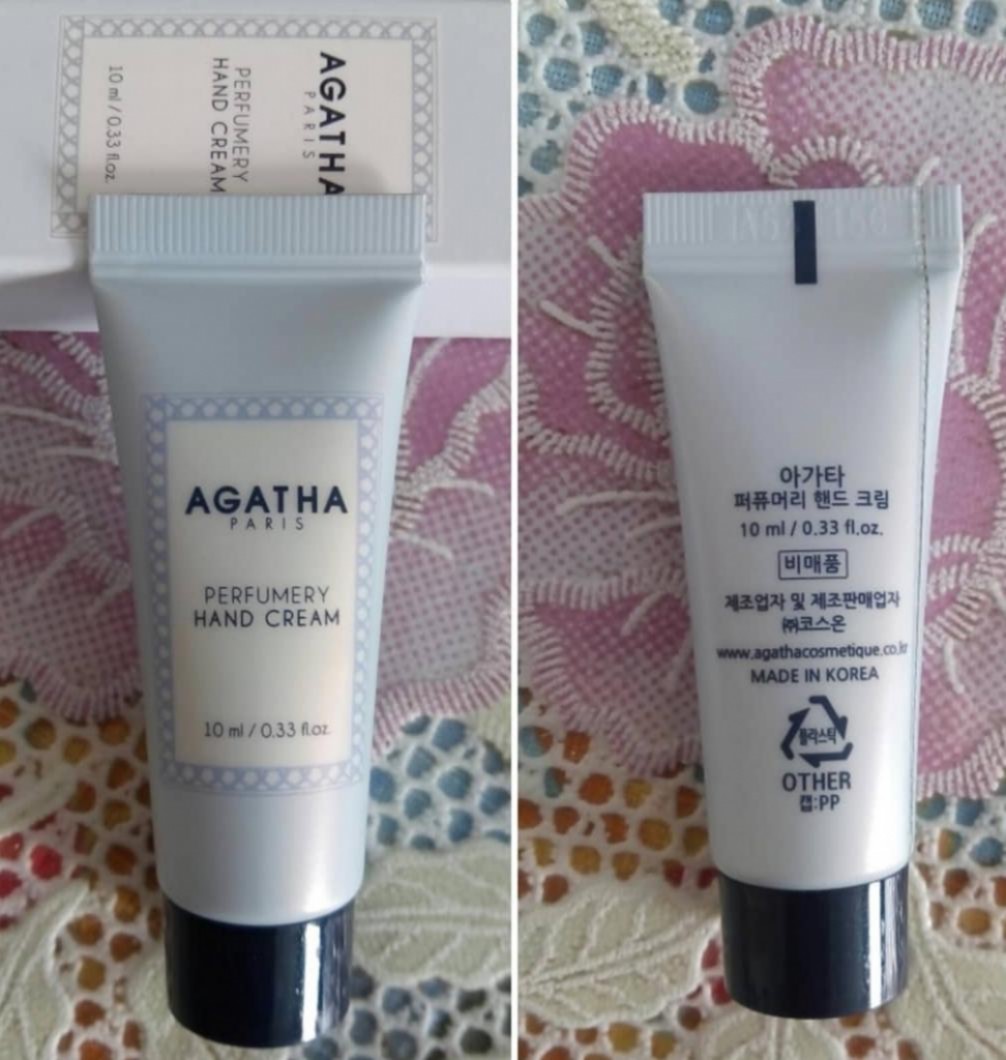 AGATHA
PARIS
PERFUMERY
HAND CREAM
10 ml / 0.33 fl.oz.
AGATHA
PARIS
PERFUMERY
HAND CREAM
10 ml / 0.33 fl.oz.
아가타
퍼퓨머리 핸드 크림
10 ml / 0.33 fl.oz.
비매품
제조업자 및 제조판매업자
㈜코스온
www.agathacosmetique.co.kr
MADE IN KOREA
플라스틱
OTHER
캡:PP